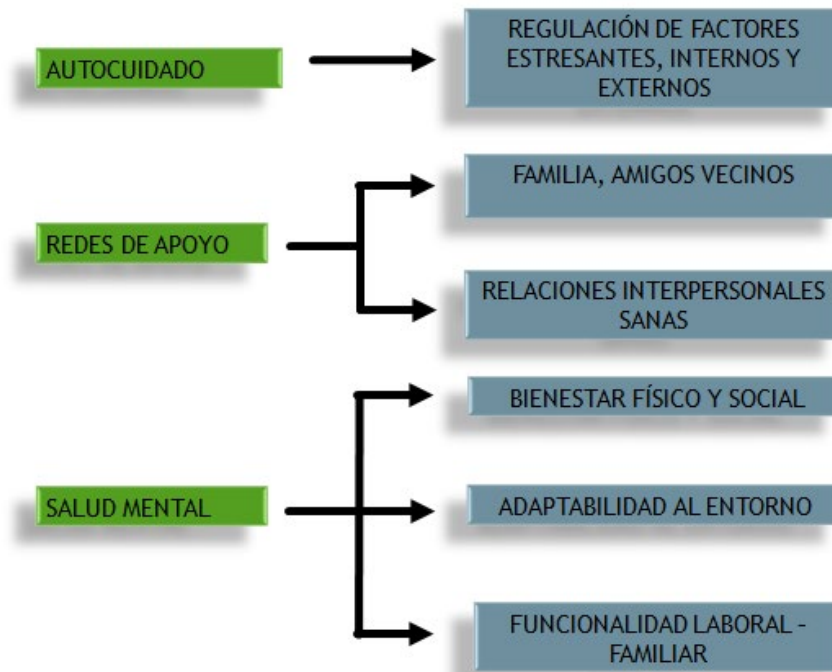 AUTOCUIDADO
REGULACIÓN DE FACTORES
ESTRESANTES, INTERNOS Y
EXTERNOS
REDES DE APOYO
FAMILIA, AMIGOS VECINOS
RELACIONES INTERPERSONALES
SANAS
SALUD MENTAL
BIENESTAR FÍSICO Y SOCIAL
ADAPTABILIDAD AL ENTORNO
FUNCIONALIDAD LABORAL –
FAMILIAR